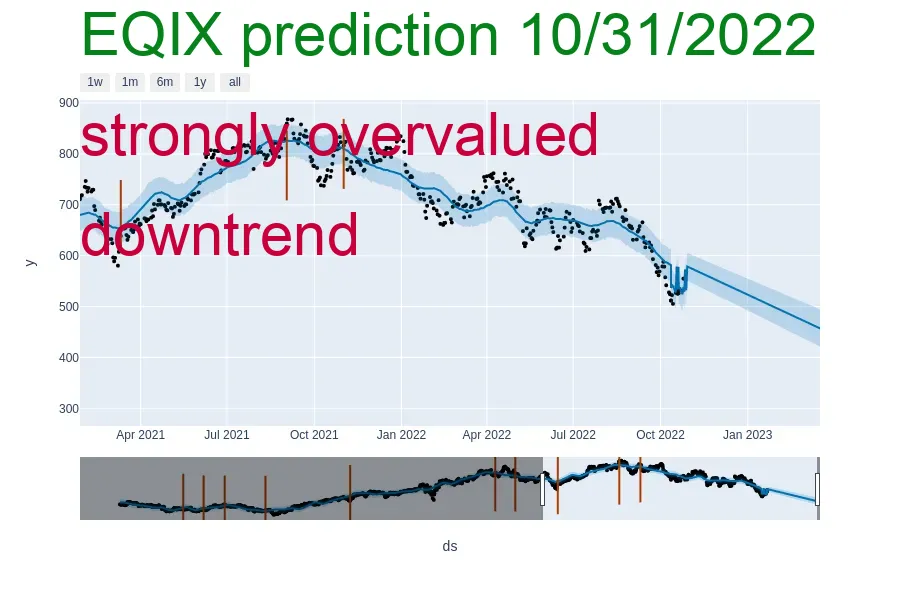 EQIX prediction 10/31/2022
1w 1m 6m 1y all
strongly overvalued
downtrend
900
800
700
600
500
400
300
y
Apr 2021 Jul 2021 Oct 2021 Jan 2022 Apr 2022 Jul 2022 Oct 2022 Jan 2023
ds